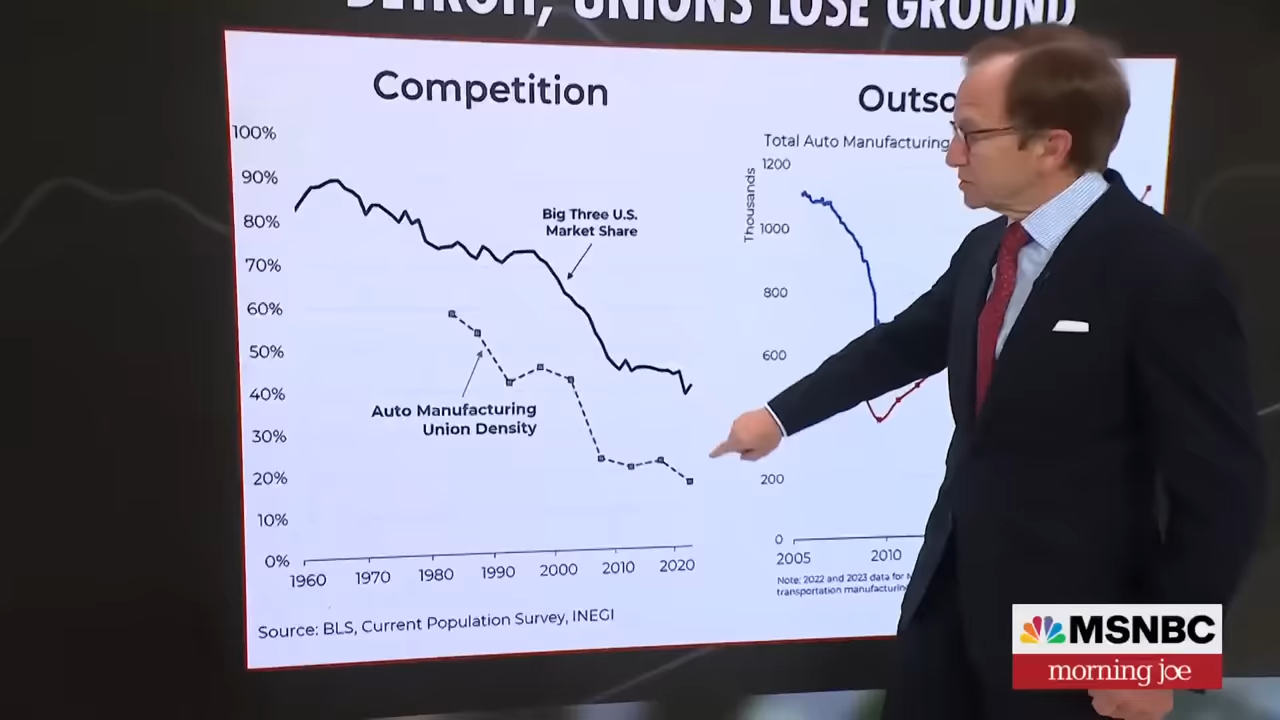 DETROIT, UNIONS LOSE GROUND
Competition
100%
90%
80%
70%
60%
50%
40%
30%
20%
10%
0%
1960 1970 1980 1990 2000 2010 2020
Big Three U.S.
Market Share
Auto Manufacturing
Union Density
Source: BLS, Current Population Survey, INEGI
Outso
Total Auto Manufacturing
Thousands
1200
1000
800
600
200
0
2005 2010
Note: 2022 and 2023 data for
transportation manufacturin
MSNBC
morning joe